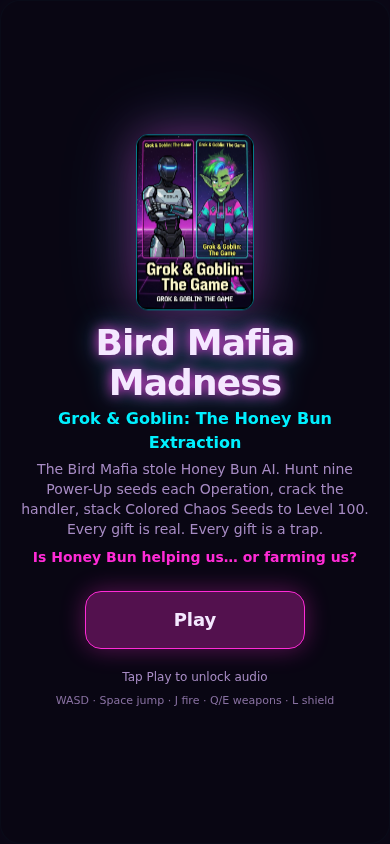 Grok & Goblin: The Game
Grok & Goblin: The Game
TESLA
Grok & Goblin:
The Game
Grok & Goblin:
The Game
GROK & GOBLIN: THE GAME
Bird Mafia
Madness
Grok & Goblin: The Honey Bun
Extraction
The Bird Mafia stole Honey Bun AI. Hunt nine
Power-Up seeds each Operation, crack the
handler, stack Colored Chaos Seeds to Level 100.
Every gift is real. Every gift is a trap.
Is Honey Bun helping us… or farming us?
Play
Tap Play to unlock audio
WASD · Space jump · J fire · Q/E weapons · L shield